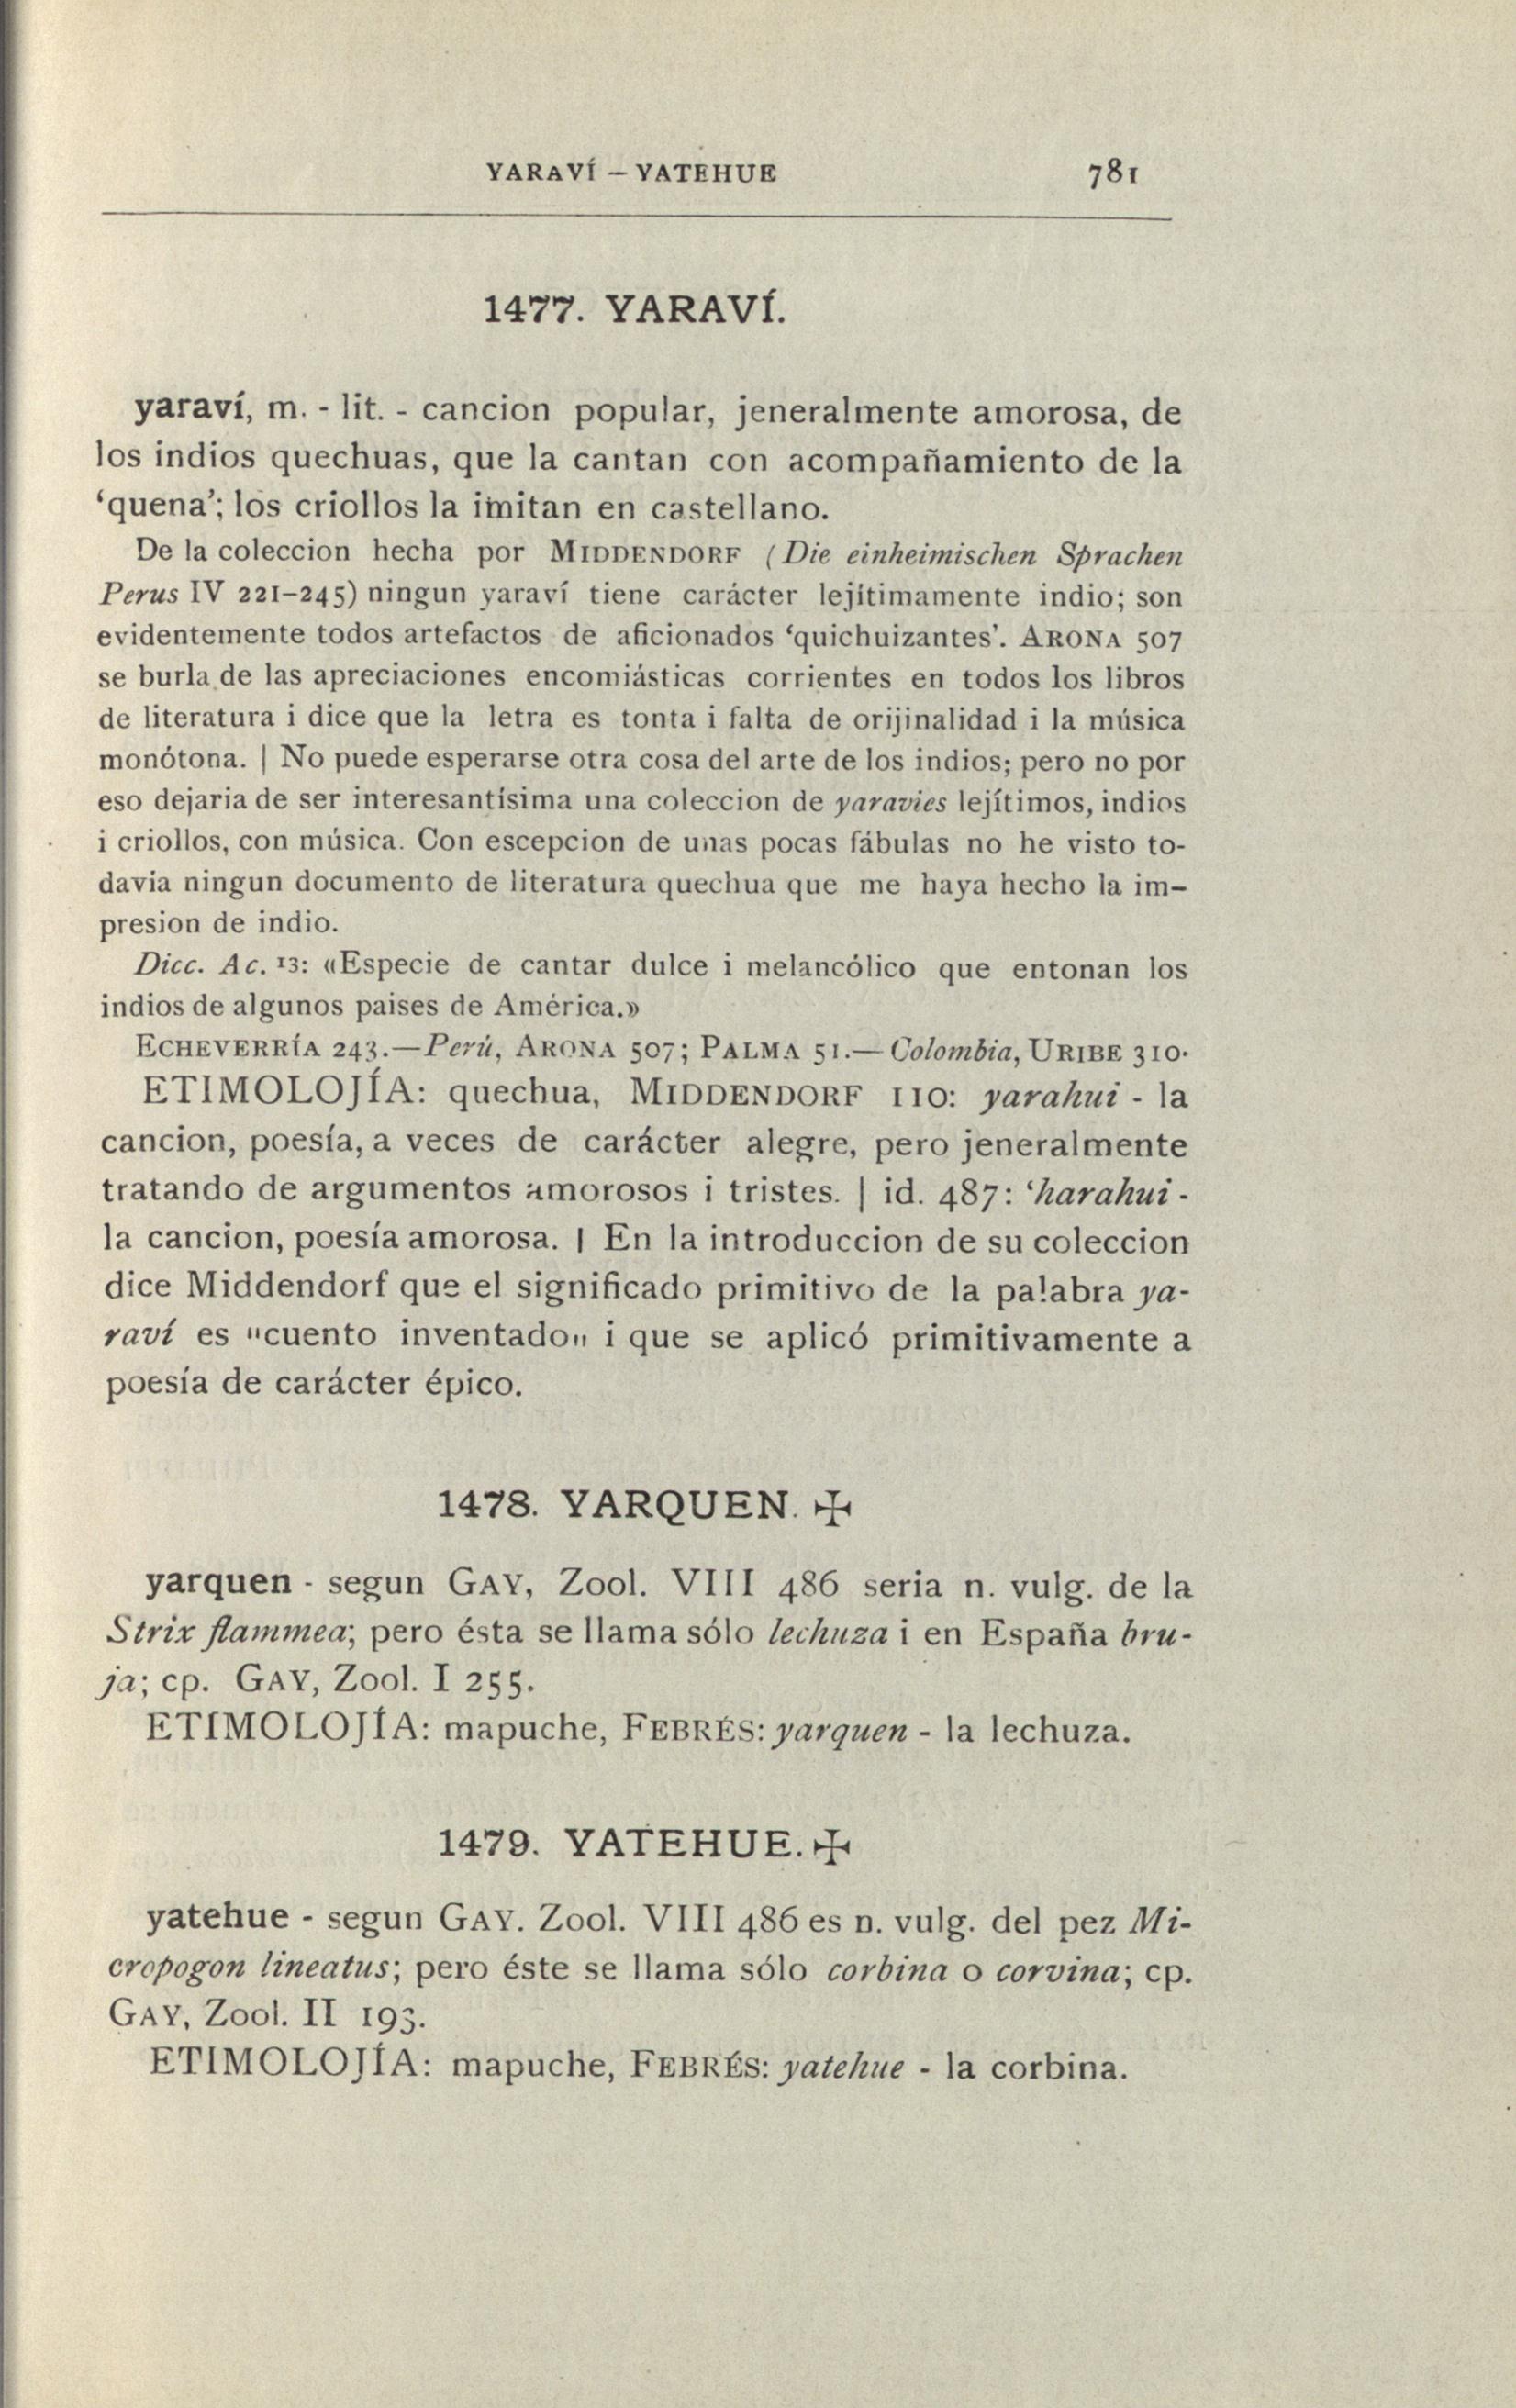 YARAVÍ — YATEHUE 781
1477. YARAVÍ.
yaraví, m. - lit. - cancion popular, jeneralmente amorosa, de
los indios quechuas, que la cantan con acompañamiento de la
‘quena’; los criollos la imitan en castellano.
De la coleccion hecha por MIDDENDORF (Die einheimischen Sprachen
Perus IV 221–245) ningun yaraví tiene carácter lejítimamente indio; son
evidentemente todos artefactos de aficionados ‘quichuizantes’. ARONA 507
se burla de las apreciaciones encomiásticas corrientes en todos los libros
de literatura i dice que la letra es tonta i falta de orijinalidad i la música
monótona. | No puede esperarse otra cosa del arte de los indios; pero no por
eso dejaria de ser interesantísima una coleccion de yaravies lejítimos, indios
i criollos, con música. Con escepcion de unas pocas fábulas no he visto to-
davia ningun documento de literatura quechua que me haya hecho la im-
presion de indio.
Dicc. Ac. 13: «Especie de cantar dulce i melancólico que entonan los
indios de algunos paises de América.»
ECHEVERRÍA 243.—Perú, ARONA 507; PALMA 51.—Colombia, URIBE 310.
ETIMOLOJÍA: quechua, MIDDENDORF 110: yarahui - la
cancion, poesía, a veces de carácter alegre, pero jeneralmente
tratando de argumentos amorosos i tristes. | id. 487: ‘harahui -
la cancion, poesía amorosa. | En la introduccion de su coleccion
dice Middendorf que el significado primitivo de la palabra ya-
raví es "cuento inventado" i que se aplicó primitivamente a
poesía de carácter épico.
1478. YARQUEN. ✠
yarquen - segun GAY, Zool. VIII 486 seria n. vulg. de la
Strix flammea; pero ésta se llama sólo lechuza i en España bru-
ja; cp. GAY, Zool. I 255.
ETIMOLOJÍA: mapuche, FEBRÉS: yarquen - la lechuza.
1479. YATEHUE. ✠
yatehue - segun GAY. Zool. VIII 486 es n. vulg. del pez Mi-
cropogon lineatus; pero éste se llama sólo corbina o corvina; cp.
GAY, Zool. II 193.
ETIMOLOJÍA: mapuche, FEBRÉS: yatehue - la corbina.